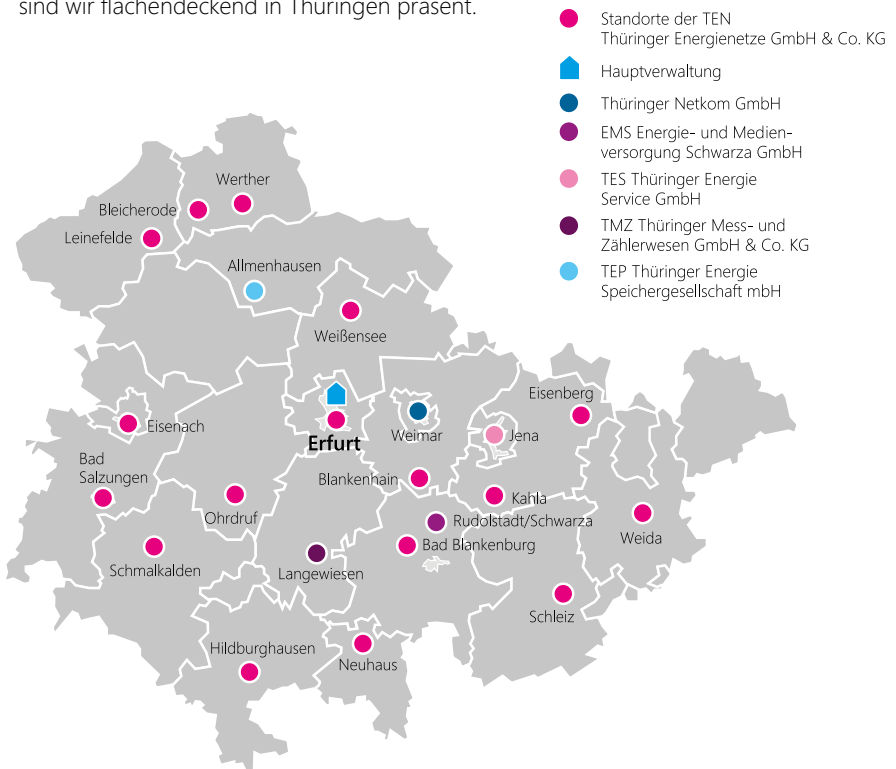 sind wir flächendeckend in Thüringen präsent.
Standorte der TEN
Thüringer Energienetze GmbH & Co. KG
Hauptverwaltung
Thüringer Netkom GmbH
EMS Energie- und Medien-
versorgung Schwarza GmbH
TES Thüringer Energie
Service GmbH
TMZ Thüringer Mess- und
Zählerwesen GmbH & Co. KG
TEP Thüringer Energie
Speichergesellschaft mbH
Werther
Bleicherode
Leinefelde
Allmenhausen
Weißensee
Eisenberg
Eisenach
Erfurt
Weimar
Jena
Bad
Salzungen
Blankenhain
Kahla
Ohrdruf
Rudolstadt/Schwarza
Weida
Bad Blankenburg
Schmalkalden
Langewiesen
Schleiz
Hildburghausen
Neuhaus